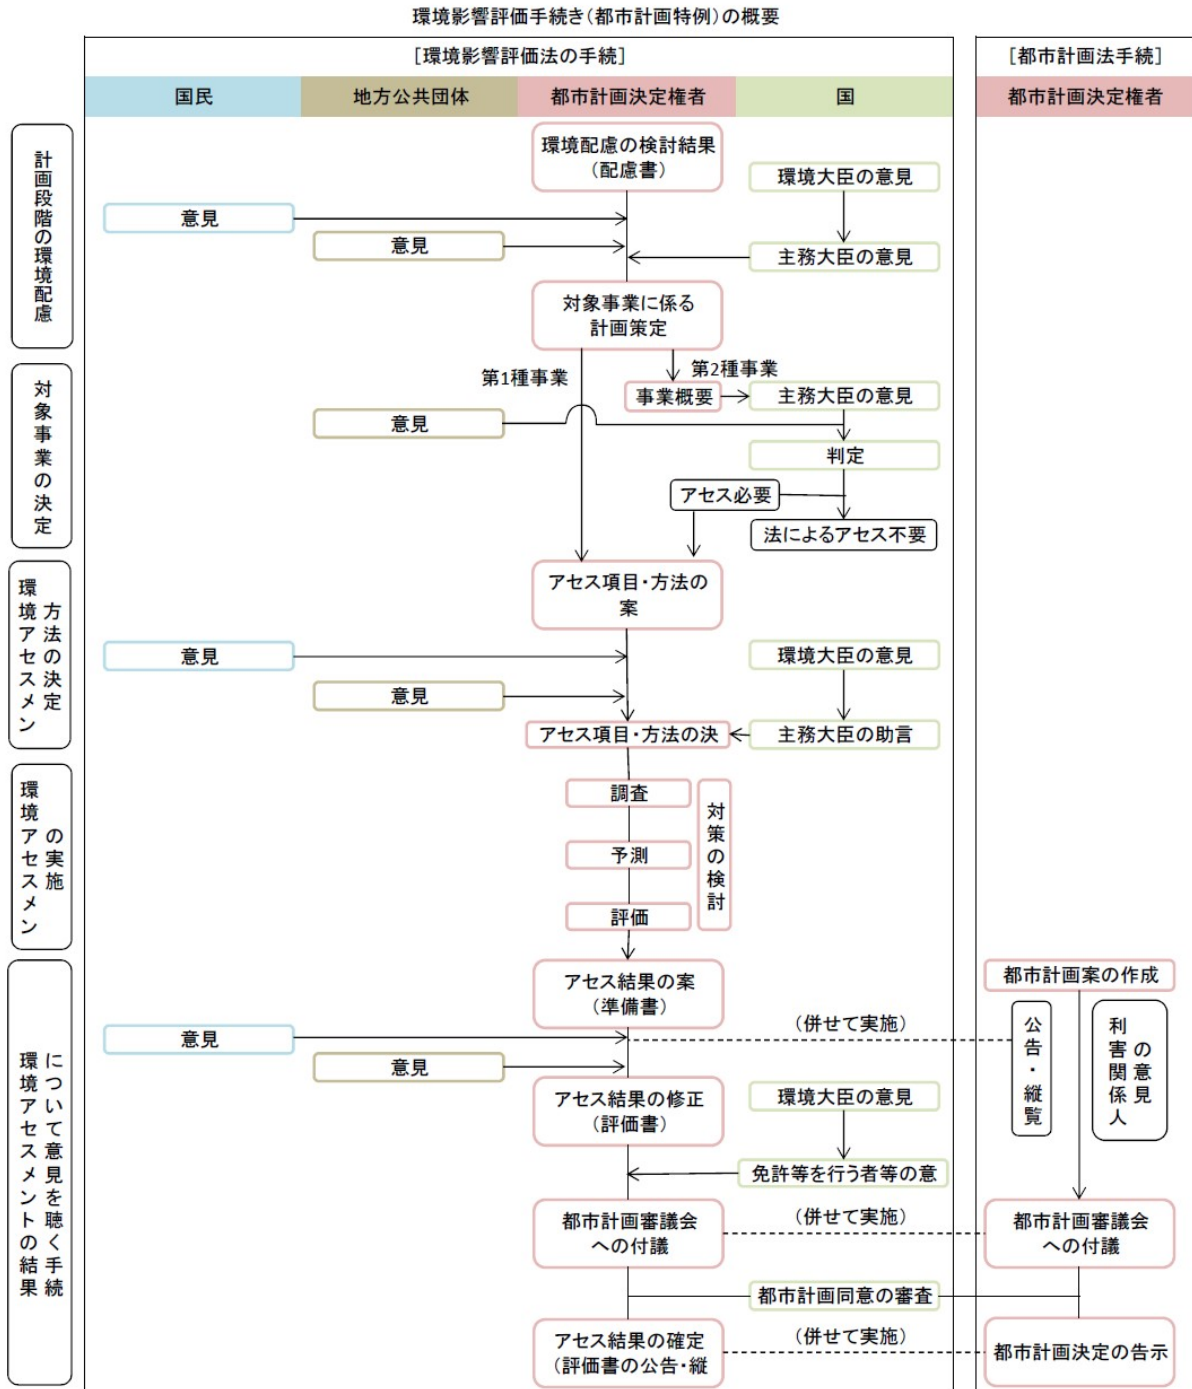 環境影響評価手続き(都市計画特例)の概要
[環境影響評価法の手続]
[都市計画法手続]
国民
地方公共団体
都市計画決定権者
国
都市計画決定権者
計画段階の環境配慮
環境配慮の検討結果
(配慮書)
環境大臣の意見
意見
意見
主務大臣の意見
対象事業に係る
計画策定
対象事業の決定
第1種事業
第2種事業
事業概要
主務大臣の意見
意見
判定
アセス必要
法によるアセス不要
環境アセスメン
方法の決定
アセス項目・方法の
案
意見
環境大臣の意見
意見
アセス項目・方法の決
主務大臣の助言
環境アセスメン
の実施
調査
予測
評価
対策の検討
環境アセスメントの結果
について意見を聴く手続
アセス結果の案
(準備書)
都市計画案の作成
意見
(併せて実施)
公告・縦覧
利害関係人
の意見
意見
アセス結果の修正
(評価書)
環境大臣の意見
免許等を行う者等の意
都市計画審議会
への付議
(併せて実施)
都市計画審議会
への付議
都市計画同意の審査
アセス結果の確定
(評価書の公告・縦
(併せて実施)
都市計画決定の告示